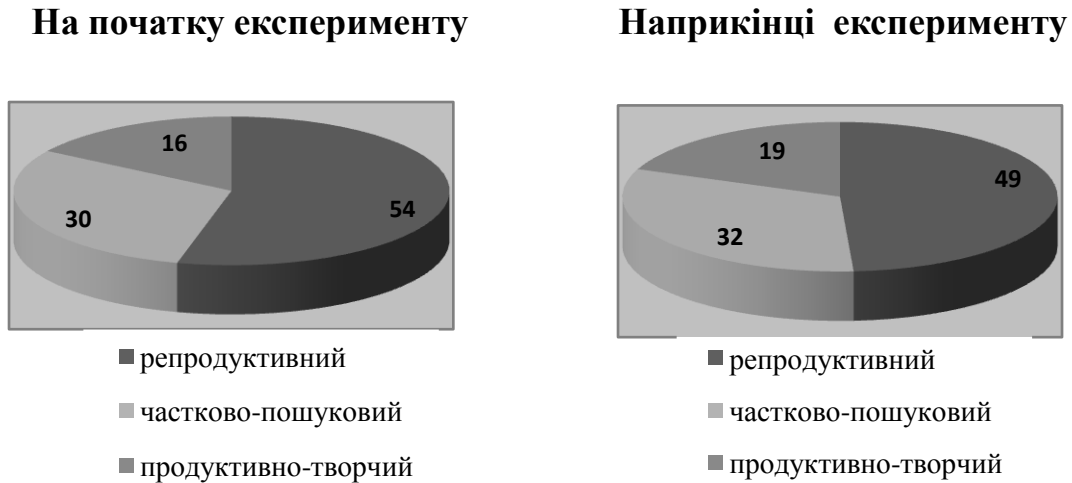 На початку експерименту
16
54
30
репродуктивний
частково-пошуковий
продуктивно-творчий
Наприкінці експерименту
19
49
32
репродуктивний
частково-пошуковий
продуктивно-творчий